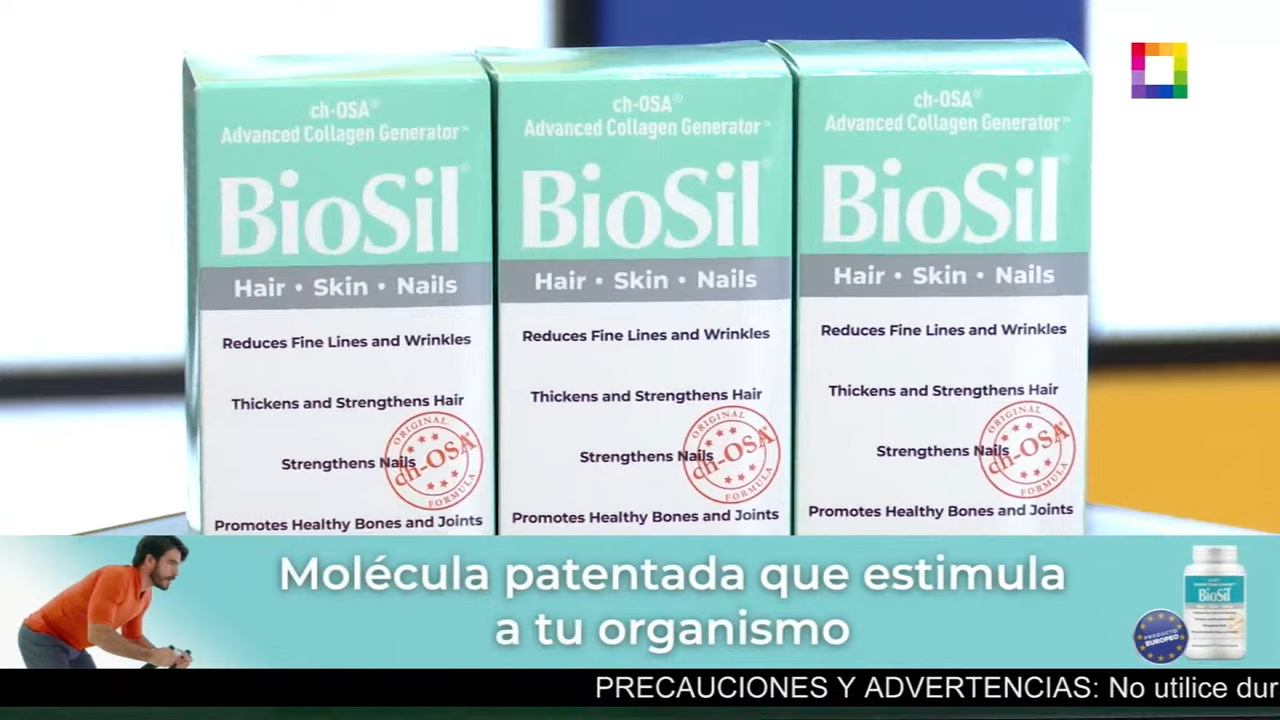 ch-OSA®
Advanced Collagen Generator™
BioSil®
Hair • Skin • Nails
Reduces Fine Lines and Wrinkles
Thickens and Strengthens Hair
Strengthens Nails
ORIGINAL
ch-OSA®
FORMULA
Promotes Healthy Bones and Joints
ch-OSA®
Advanced Collagen Generator™
BioSil®
Hair • Skin • Nails
Reduces Fine Lines and Wrinkles
Thickens and Strengthens Hair
Strengthens Nails
ORIGINAL
ch-OSA®
FORMULA
Promotes Healthy Bones and Joints
ch-OSA®
Advanced Collagen Generator™
BioSil®
Hair • Skin • Nails
Reduces Fine Lines and Wrinkles
Thickens and Strengthens Hair
Strengthens Nails
ORIGINAL
ch-OSA®
FORMULA
Promotes Healthy Bones and Joints
Molécula patentada que estimula
a tu organismo
PRODUCTO
EUROPEO
BioSil
PRECAUCIONES Y ADVERTENCIAS: No utilice dur